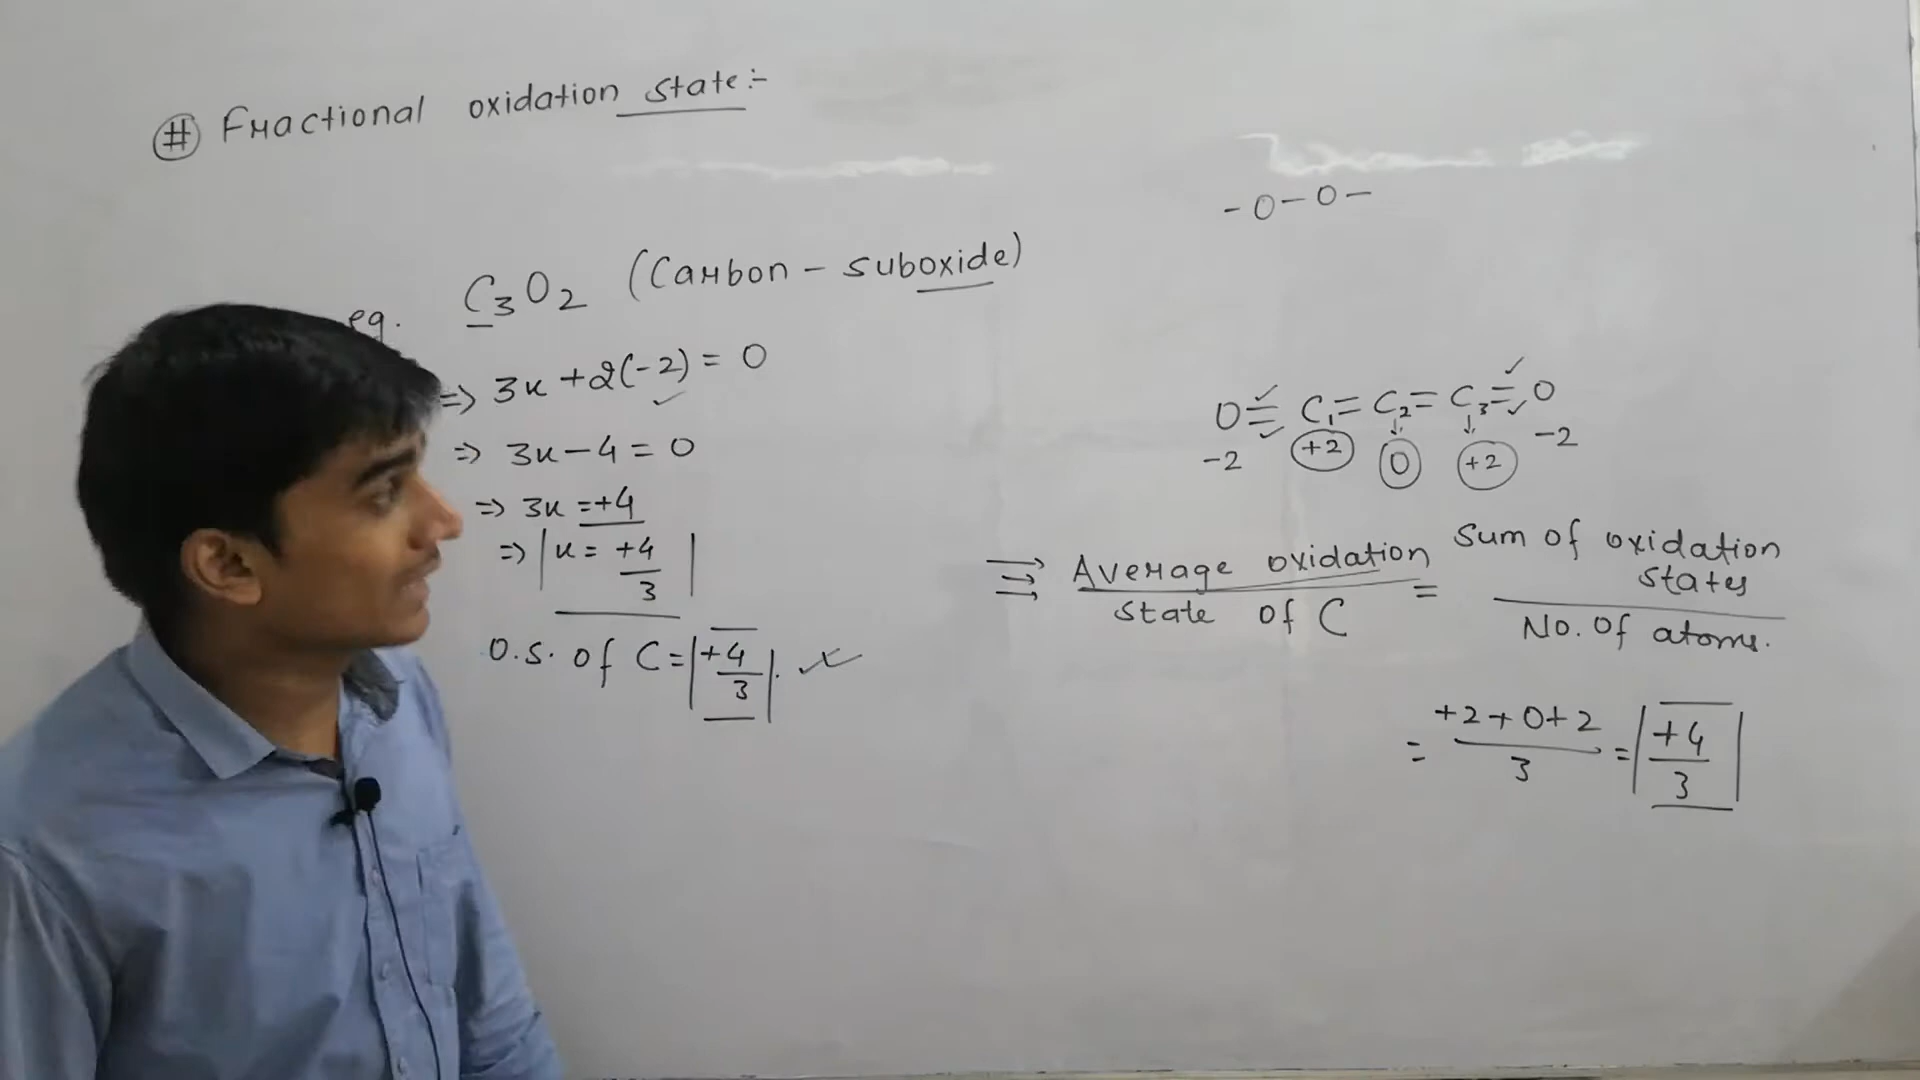 # Fractional oxidation state:-
eg. C3O2 (Carbon - suboxide)
=> 3x + 2(-2) = 0
=> 3x - 4 = 0
=> 3x = +4
=> x = +4/3
O.S. of C = +4/3.
- O - O -
O = C1 = C2 = C3 = O
-2 +2 0 +2 -2
=> Average oxidation state of C = Sum of oxidation states / No. of atoms.
= +2+0+2 / 3 = +4/3